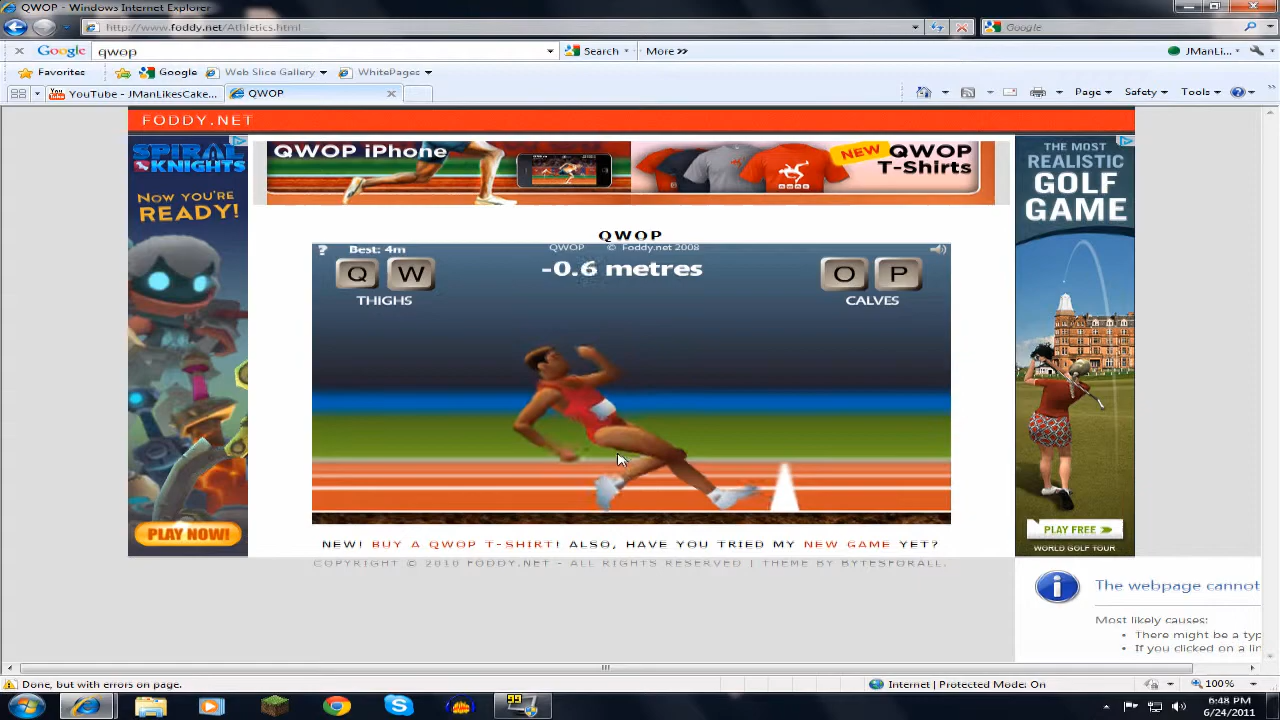 QWOP - Windows Internet Explorer
http://www.foddy.net/Athletics.html
Google
Google
qwop
Search
More »
JManLi...
Favorites
Google
Web Slice Gallery
WhitePages
YouTube - JManLikesCake...
QWOP
Page
Safety
Tools
FODDY.NET
SPIRAL KNIGHTS
NOW YOU'RE
READY!
PLAY NOW!
QWOP iPhone
NEW
QWOP
T-Shirts
THE MOST
REALISTIC
GOLF
GAME
PLAY FREE
WORLD GOLF TOUR
QWOP
? Best: 4m
QWOP © Foddy.net 2008
-0.6 metres
Q W
THIGHS
O P
CALVES
NEW! BUY A QWOP T-SHIRT! ALSO, HAVE YOU TRIED MY NEW GAME YET?
COPYRIGHT © 2010 FODDY.NET - ALL RIGHTS RESERVED | THEME BY BYTESFORALL.
The webpage cannot
Most likely causes:
There might be a typ
If you clicked on a lin
Done, but with errors on page.
Internet | Protected Mode: On
100%
6:48 PM
6/24/2011